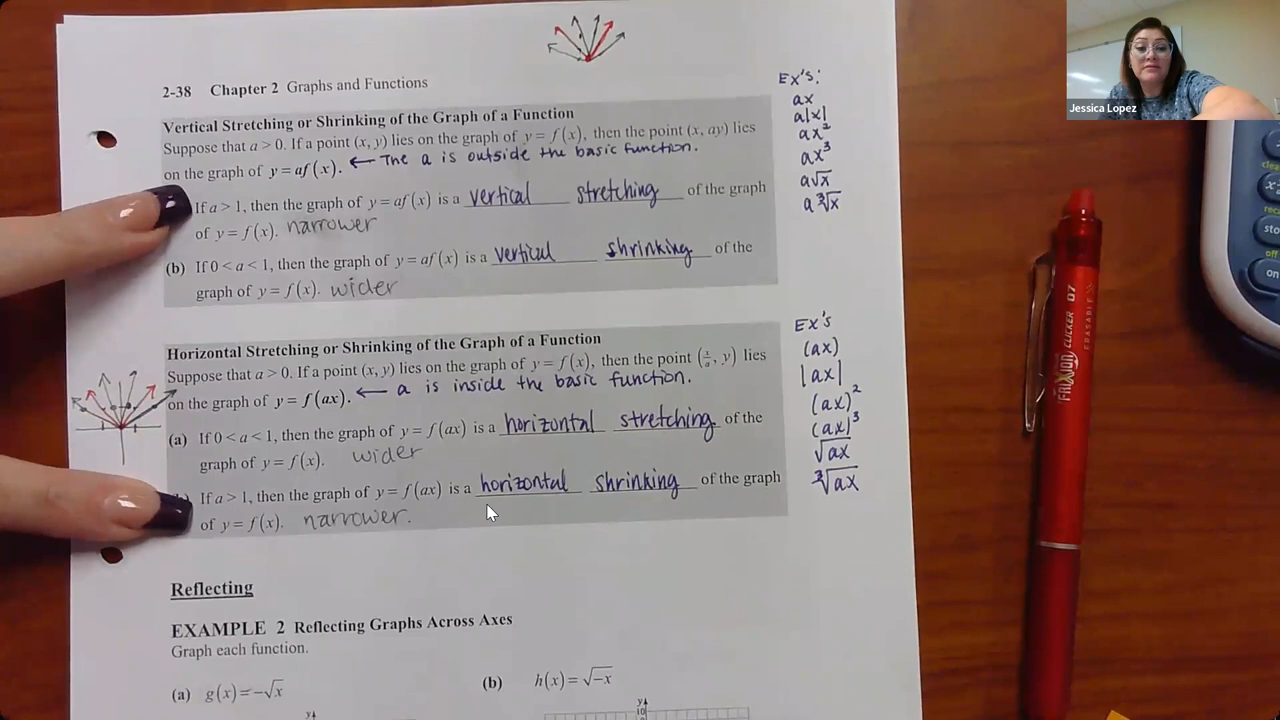 2-38 Chapter 2 Graphs and Functions
Vertical Stretching or Shrinking of the Graph of a Function
Suppose that a > 0. If a point (x, y) lies on the graph of y = f(x), then the point (x, ay) lies
on the graph of y = af(x). ← The a is outside the basic function.
If a > 1, then the graph of y = af(x) is a vertical stretching of the graph
of y = f(x). narrower
(b) If 0 < a < 1, then the graph of y = af(x) is a vertical shrinking of the
graph of y = f(x). wider
Ex's:
ax
a|x|
ax²
ax³
a√x
a∛x
Horizontal Stretching or Shrinking of the Graph of a Function
Suppose that a > 0. If a point (x, y) lies on the graph of y = f(x), then the point (x/a, y) lies
on the graph of y = f(ax). ← a is inside the basic function.
(a) If 0 < a < 1, then the graph of y = f(ax) is a horizontal stretching of the
graph of y = f(x). wider
If a > 1, then the graph of y = f(ax) is a horizontal shrinking of the graph
of y = f(x). narrower.
Ex's
(ax)
|ax|
(ax)²
(ax)³
√ax
∛ax
Reflecting
EXAMPLE 2 Reflecting Graphs Across Axes
Graph each function.
(a) g(x) = -√x
(b) h(x) = √-x
y
y
10
Jessica Lopez
FRIXION CLICKER 07
ERASABLE
sto
off
on